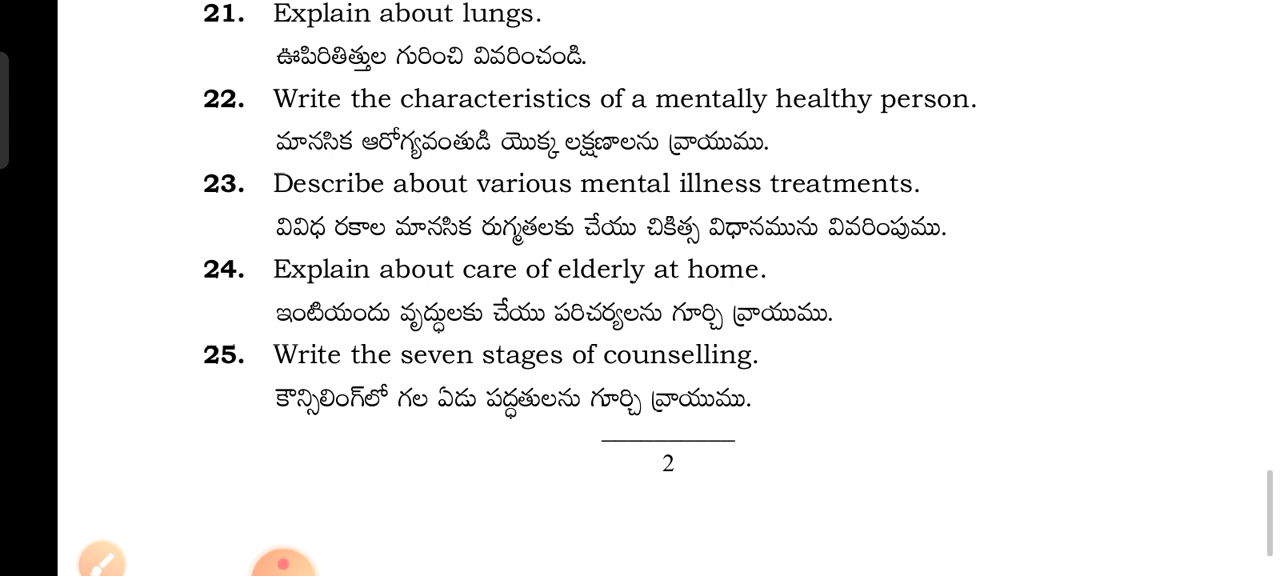 21. Explain about lungs.
ఊపిరితిత్తుల గురించి వివరించండి.
22. Write the characteristics of a mentally healthy person.
మానసిక ఆరోగ్యవంతుడి యొక్క లక్షణాలను వ్రాయుము.
23. Describe about various mental illness treatments.
వివిధ రకాల మానసిక రుగ్మతలకు చేయు చికిత్స విధానమును వివరింపుము.
24. Explain about care of elderly at home.
ఇంటియందు వృద్ధులకు చేయు పరిచర్యలను గూర్చి వ్రాయుము.
25. Write the seven stages of counselling.
కౌన్సిలింగ్‌లో గల ఏడు పద్ధతులను గూర్చి వ్రాయుము.
2